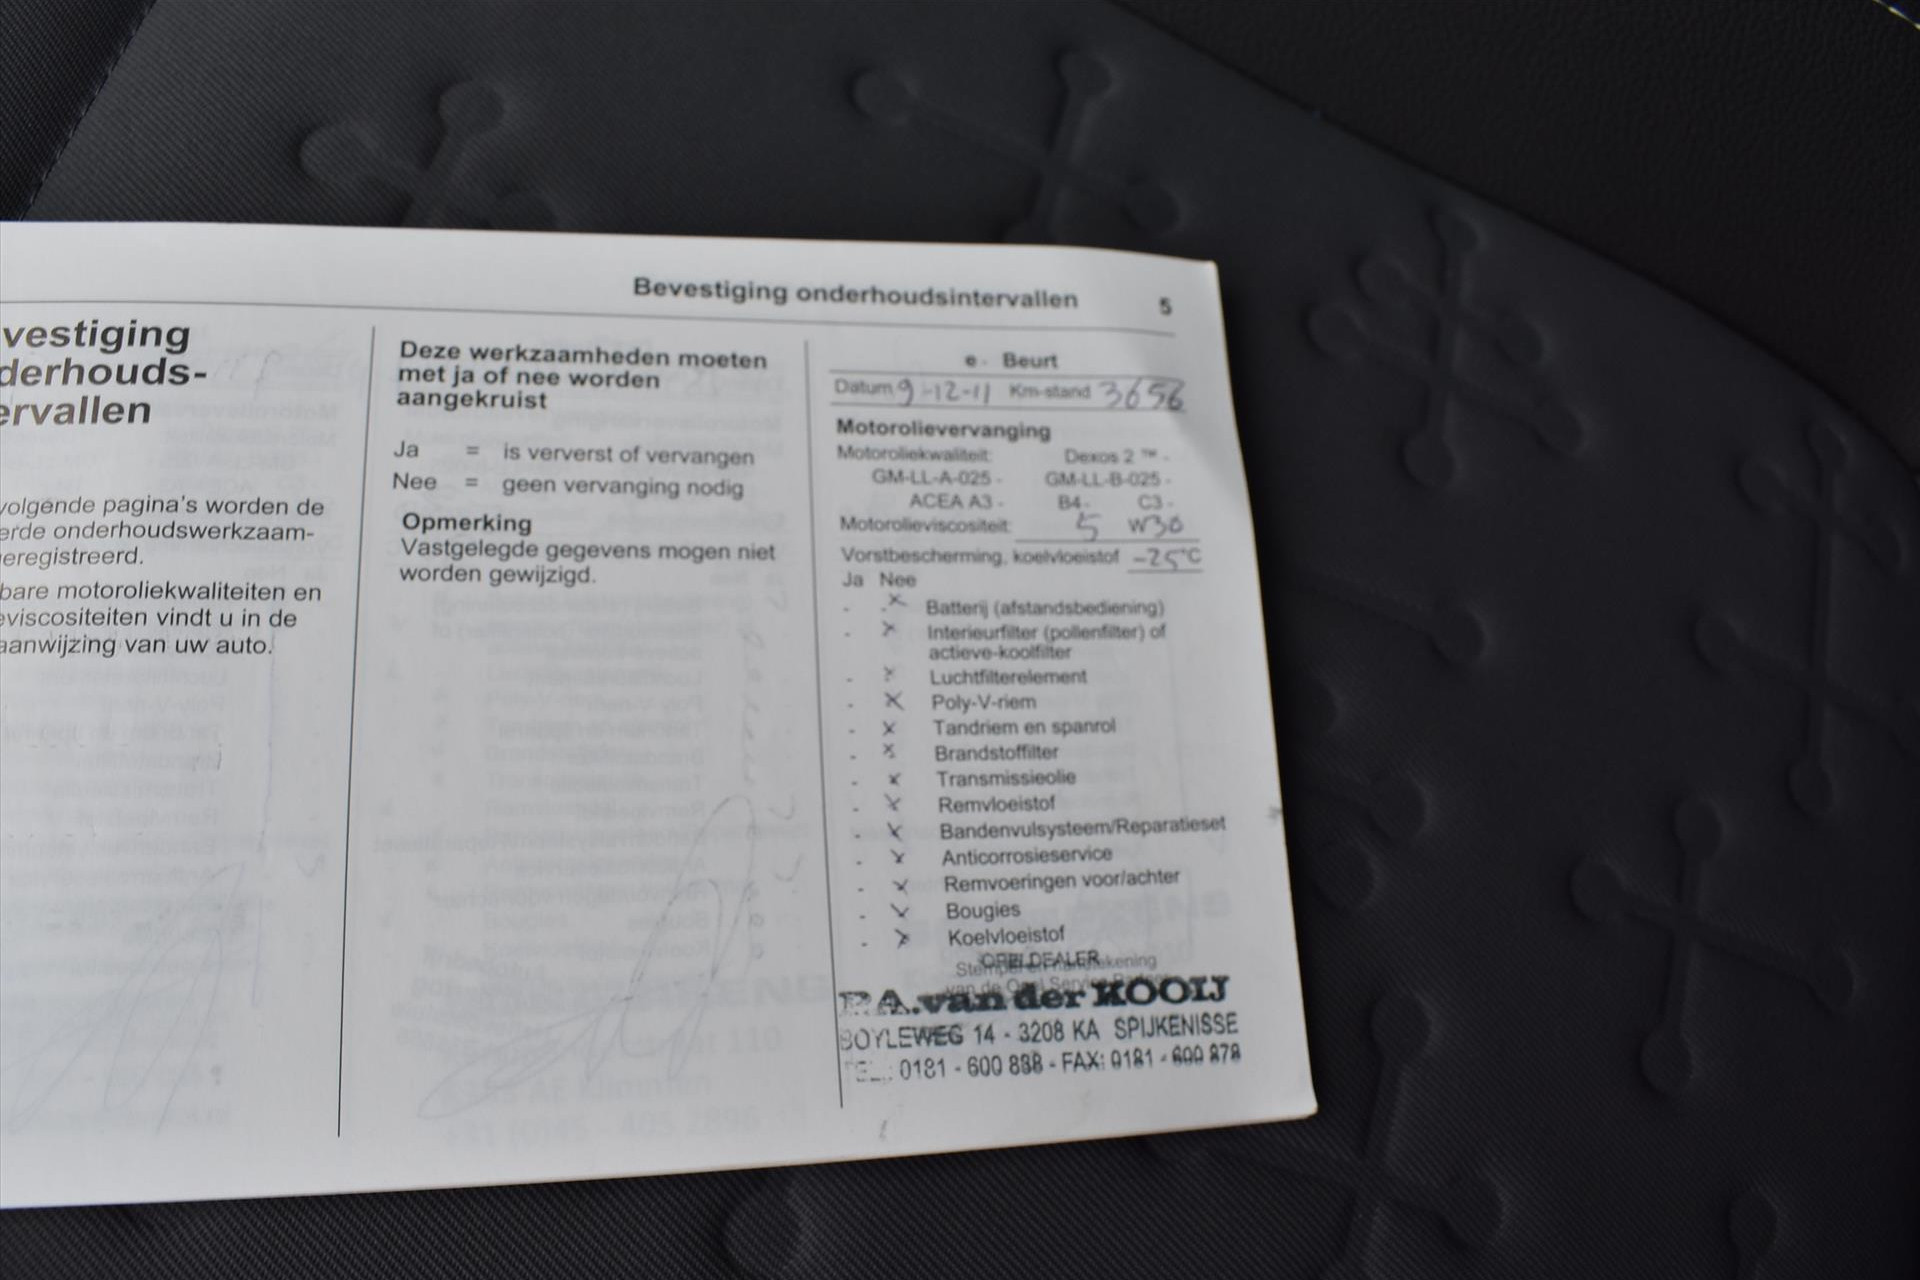 Bevestiging onderhoudsintervallen 5
vestiging
derhouds-
ervallen
volgende pagina's worden de
erde onderhoudswerkzaam-
eregistreerd.
bare motoroliekwaliteiten en
eviscositeiten vindt u in de
aanwijzing van uw auto.
Deze werkzaamheden moeten
met ja of nee worden
aangekruist
Ja = is ververst of vervangen
Nee = geen vervanging nodig
Opmerking
Vastgelegde gegevens mogen niet
worden gewijzigd.
e - Beurt
Datum 9-12-11 Km-stand 3656
Motorolievervanging
Motoroliekwaliteit: Dexos 2 ™ -
GM-LL-A-025 - GM-LL-B-025 -
ACEA A3 - B4 - C3 -
Motorolieviscositeit: 5 W30
Vorstbescherming, koelvloeistof -25°C
Ja Nee
- x Batterij (afstandsbediening)
- x Interieurfilter (pollenfilter) of
actieve-koolfilter
- x Luchtfilterelement
- x Poly-V-riem
- x Tandriem en spanrol
- x Brandstoffilter
- x Transmissieolie
- x Remvloeistof
- x Bandenvulsysteem/Reparatieset
- x Anticorrosieservice
- x Remvoeringen voor/achter
- x Bougies
- x Koelvloeistof
OPEL DEALER
P.A. van der KOOIJ
BOYLEWEG 14 - 3208 KA SPIJKENISSE
TEL.: 0181 - 600 888 - FAX: 0181 - 600 878